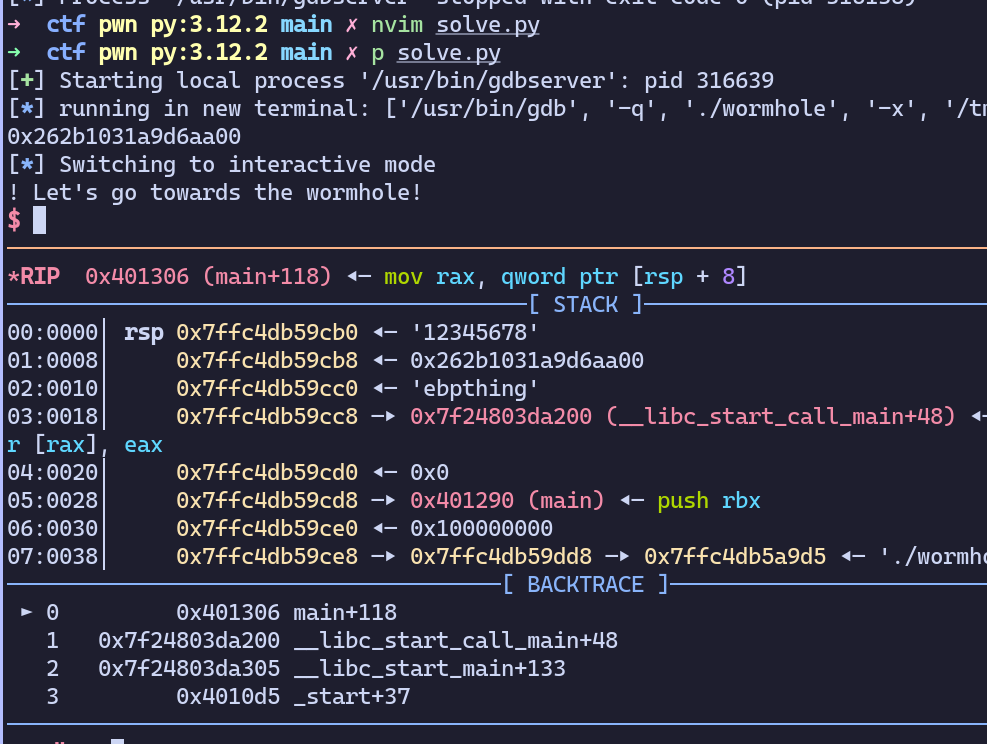 ➜  ctf pwn py:3.12.2 main ✗ nvim solve.py
➜  ctf pwn py:3.12.2 main ✗ p solve.py
[+] Starting local process '/usr/bin/gdbserver': pid 316639
[*] running in new terminal: ['/usr/bin/gdb', '-q', './wormhole', '-x', '/tm
0x262b1031a9d6aa00
[*] Switching to interactive mode
! Let's go towards the wormhole!
$
*RIP  0x401306 (main+118) ◂— mov rax, qword ptr [rsp + 8]
[ STACK ]
00:0000│ rsp 0x7ffc4db59cb0 ◂— '12345678'
01:0008│     0x7ffc4db59cb8 ◂— 0x262b1031a9d6aa00
02:0010│     0x7ffc4db59cc0 ◂— 'ebpthing'
03:0018│     0x7ffc4db59cc8 —▸ 0x7f24803da200 (__libc_start_call_main+48) ◂—
r [rax], eax
04:0020│     0x7ffc4db59cd0 ◂— 0x0
05:0028│     0x7ffc4db59cd8 —▸ 0x401290 (main) ◂— push rbx
06:0030│     0x7ffc4db59ce0 ◂— 0x100000000
07:0038│     0x7ffc4db59ce8 —▸ 0x7ffc4db59dd8 —▸ 0x7ffc4db5a9d5 ◂— './wormho
[ BACKTRACE ]
► 0         0x401306 main+118
1   0x7f24803da200 __libc_start_call_main+48
2   0x7f24803da305 __libc_start_main+133
3         0x4010d5 _start+37